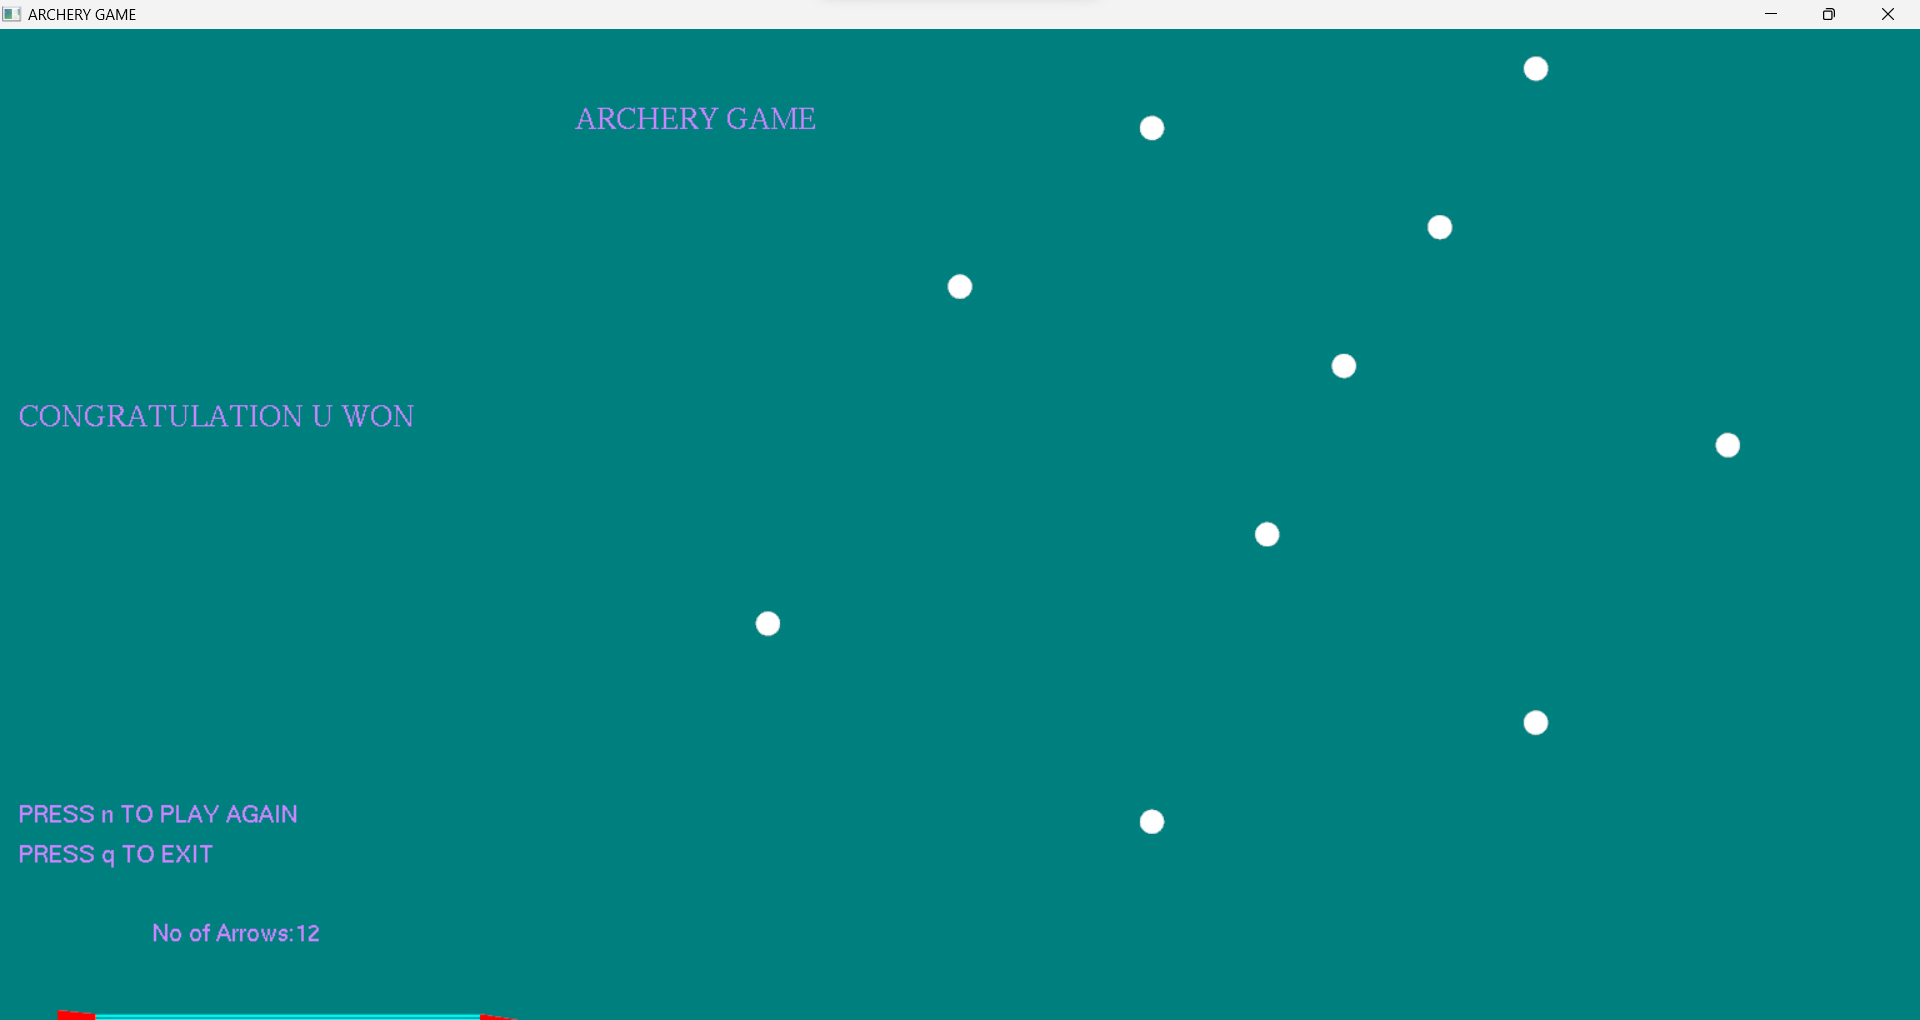 ARCHERY GAME
ARCHERY GAME
CONGRATULATION U WON
PRESS n TO PLAY AGAIN
PRESS q TO EXIT
No of Arrows:12